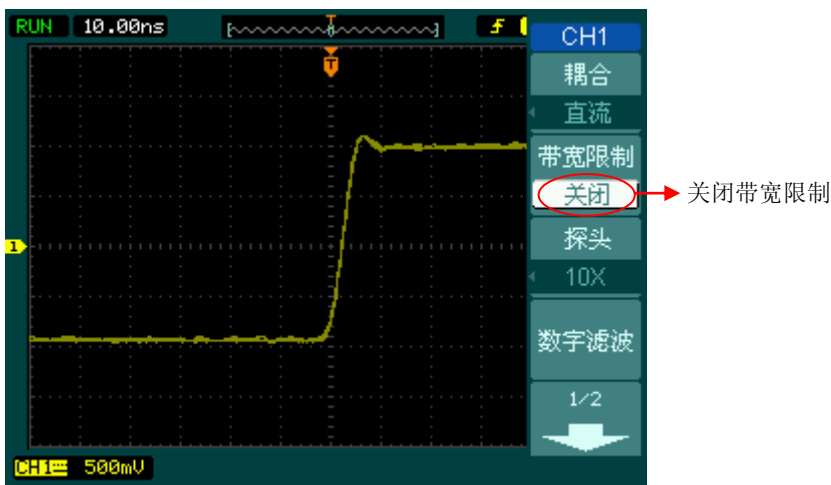 RUN 10.00ns
T
CH1
耦合
直流
带宽限制
关闭
关闭带宽限制
探头
10X
数字滤波
1/2
T
1
CH1 500mV